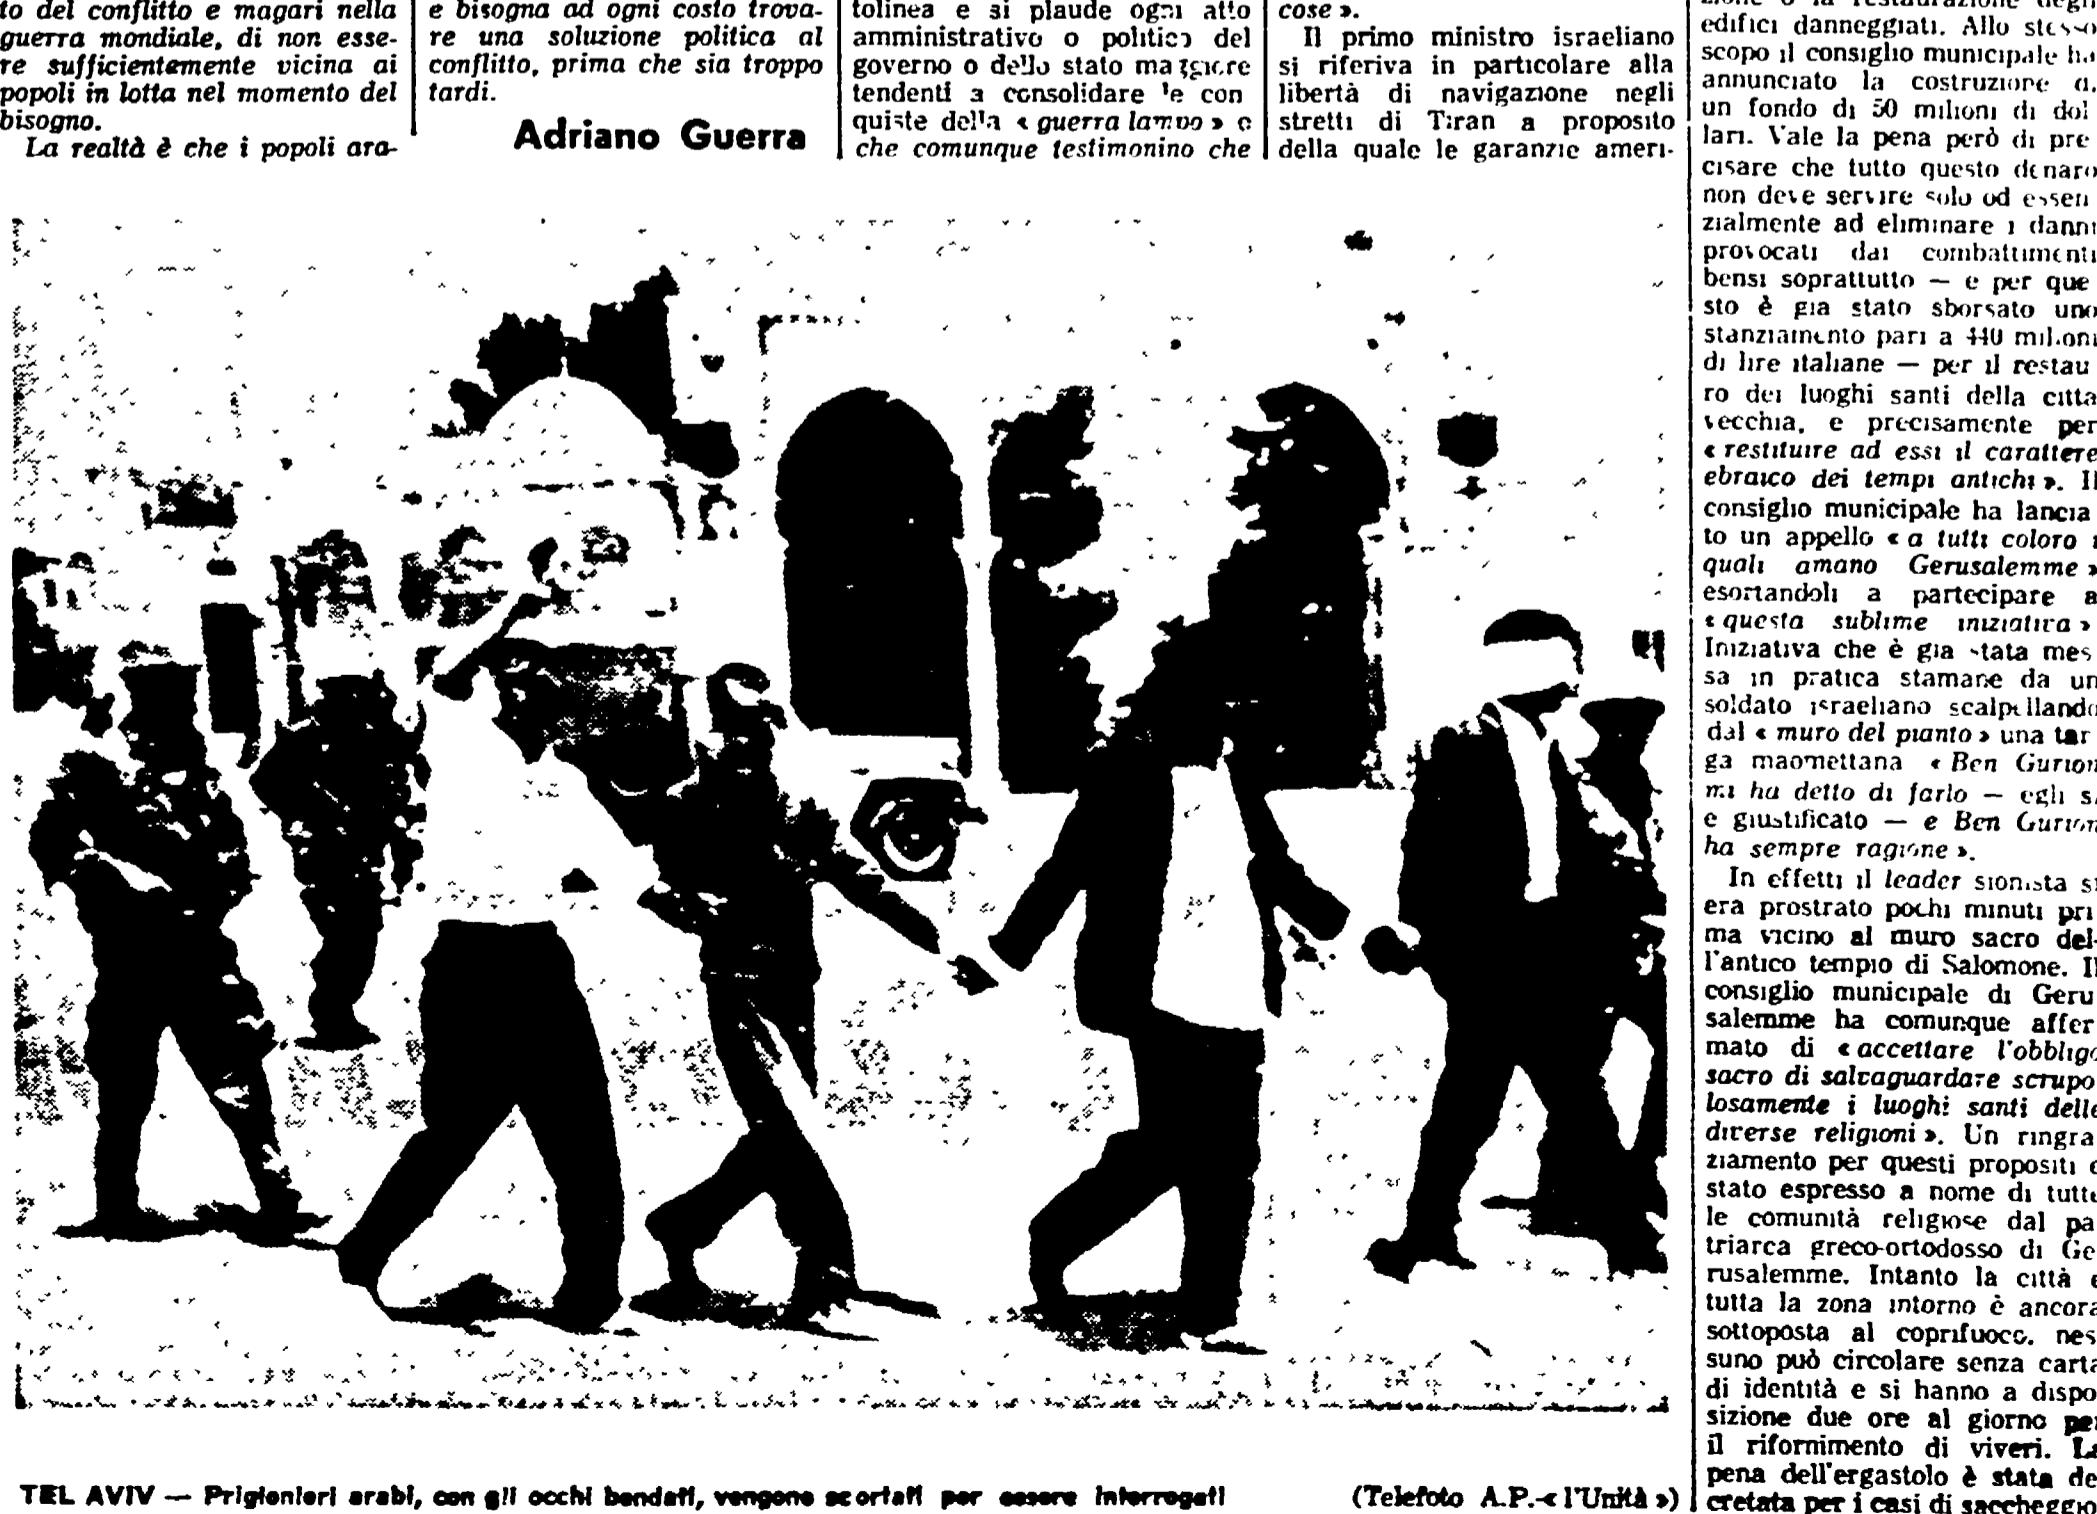 to del conflitto e magari nella
guerra mondiale, di non esse-
re sufficientemente vicina ai
popoli in lotta nel momento del
bisogno.
La realtà è che i popoli ara-
e bisogna ad ogni costo trova-
re una soluzione politica al
conflitto, prima che sia troppo
tardi.
Adriano Guerra
tolinea e si plaude ogni atto
amministrativo o politico del
governo o dello stato maggiore
tendenti a consolidare le con
quiste della « guerra lampo » o
che comunque testimonino che
cose ».
Il primo ministro israeliano
si riferiva in particolare alla
libertà di navigazione negli
stretti di Tiran a proposito
della quale le garanzie ameri-
zione o la restaurazione degli
edifici danneggiati. Allo stesso
scopo il consiglio municipale ha
annunciato la costruzione di
un fondo di 50 milioni di dol
lari. Vale la pena però di pre
cisare che tutto questo denaro
non deve servire solo od essen
zialmente ad eliminare i danni
provocati dai combattimenti
bensì soprattutto — e per que
sto è già stato sborsato uno
stanziamento pari a 440 milioni
di lire italiane — per il restau
ro dei luoghi santi della città
vecchia, e precisamente per
« restituire ad essi il carattere
ebraico dei tempi antichi ». Il
consiglio municipale ha lancia
to un appello « a tutti coloro i
quali amano Gerusalemme »
esortandoli a partecipare a
« questa sublime iniziativa »
Iniziativa che è già stata mes
sa in pratica stamane da un
soldato israeliano scalpellando
dal « muro del pianto » una tar
ga maomettana « Ben Gurion
mi ha detto di farlo — egli si
è giustificato — e Ben Gurion
ha sempre ragione ».
In effetti il leader sionista si
era prostrato pochi minuti pri
ma vicino al muro sacro del-
l'antico tempio di Salomone. Il
consiglio municipale di Geru
salemme ha comunque affer
mato di « accettare l'obbligo
sacro di salvaguardare scrupo
losamente i luoghi santi delle
diverse religioni ». Un ringra
ziamento per questi propositi è
stato espresso a nome di tutte
le comunità religiose dal pa
triarca greco-ortodosso di Ge
rusalemme. Intanto la città e
tutta la zona intorno è ancora
sottoposta al coprifuoco, nes
suno può circolare senza carta
di identità e si hanno a dispo
sizione due ore al giorno per
il rifornimento di viveri. La
pena dell'ergastolo è stata de
cretata per i casi di saccheggio
TEL AVIV — Prigionieri arabi, con gli occhi bendati, vengono scortati per essere interrogati
(Telefoto A.P.-« l'Unità »)